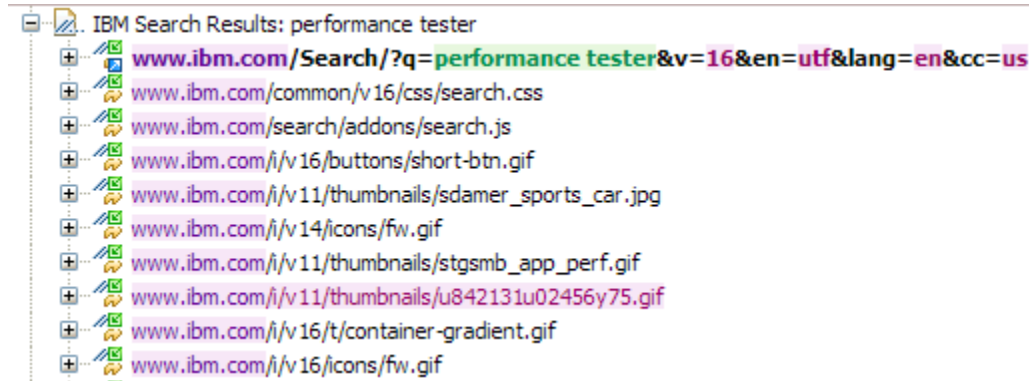 IBM Search Results: performance tester
www.ibm.com/Search/?q=performance tester&v=16&en=utf&lang=en&cc=us
www.ibm.com/common/v16/css/search.css
www.ibm.com/search/addons/search.js
www.ibm.com/i/v16/buttons/short-btn.gif
www.ibm.com/i/v11/thumbnails/sdamer_sports_car.jpg
www.ibm.com/i/v14/icons/fw.gif
www.ibm.com/i/v11/thumbnails/stgsmb_app_perf.gif
www.ibm.com/i/v11/thumbnails/u842131u02456y75.gif
www.ibm.com/i/v16/t/container-gradient.gif
www.ibm.com/i/v16/icons/fw.gif